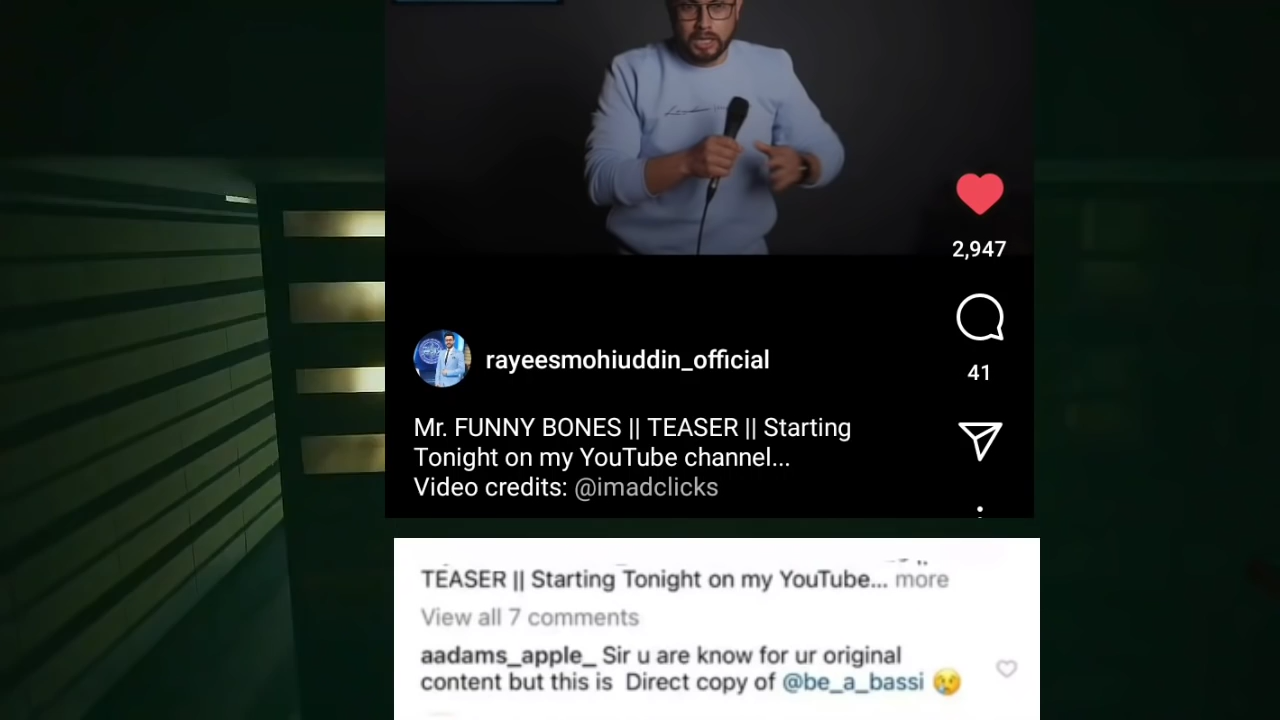 2,947
rayeesmohiuddin_official
41
Mr. FUNNY BONES || TEASER || Starting
Tonight on my YouTube channel...
Video credits: @imadclicks
TEASER || Starting Tonight on my YouTube... more
View all 7 comments
aadams_apple_ Sir u are know for ur original
content but this is Direct copy of @be_a_bassi 😢